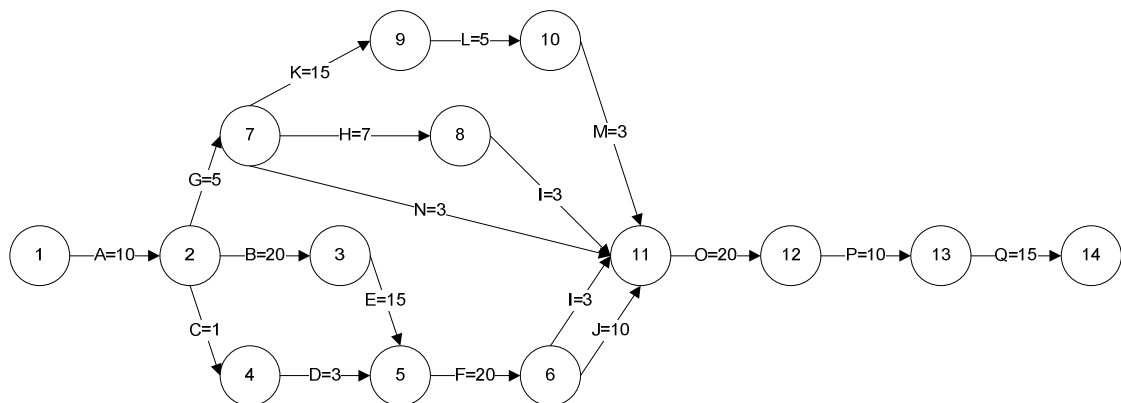 9
L=5
10
K=15
M=3
7
H=7
8
G=5
I=3
N=3
1
A=10
2
B=20
3
11
O=20
12
P=10
13
Q=15
14
E=15
I=3
C=1
J=10
4
D=3
5
F=20
6